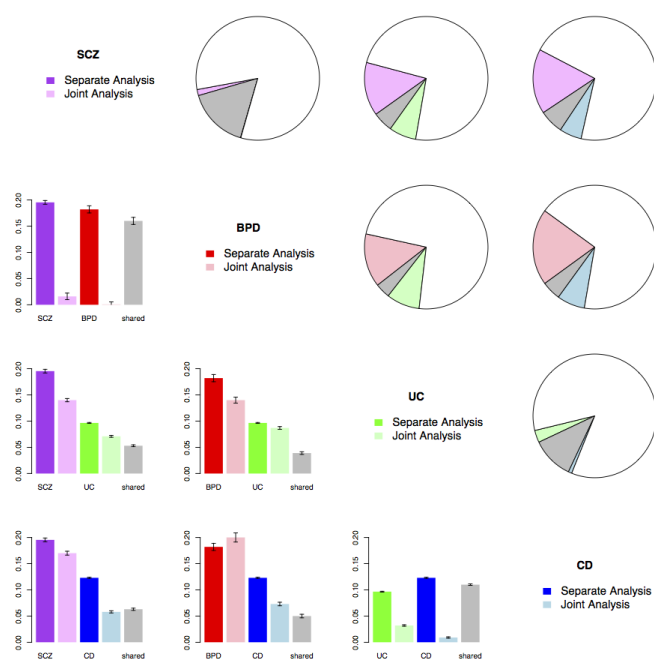 SCZ
Separate Analysis
Joint Analysis
BPD
Separate Analysis
Joint Analysis
0.00 0.05 0.10 0.15 0.20
SCZ BPD shared
UC
Separate Analysis
Joint Analysis
0.00 0.05 0.10 0.15 0.20
SCZ UC shared
0.00 0.05 0.10 0.15 0.20
BPD UC shared
CD
Separate Analysis
Joint Analysis
0.00 0.05 0.10 0.15 0.20
SCZ CD shared
0.00 0.05 0.10 0.15 0.20
BPD CD shared
0.00 0.05 0.10 0.15 0.20
UC CD shared